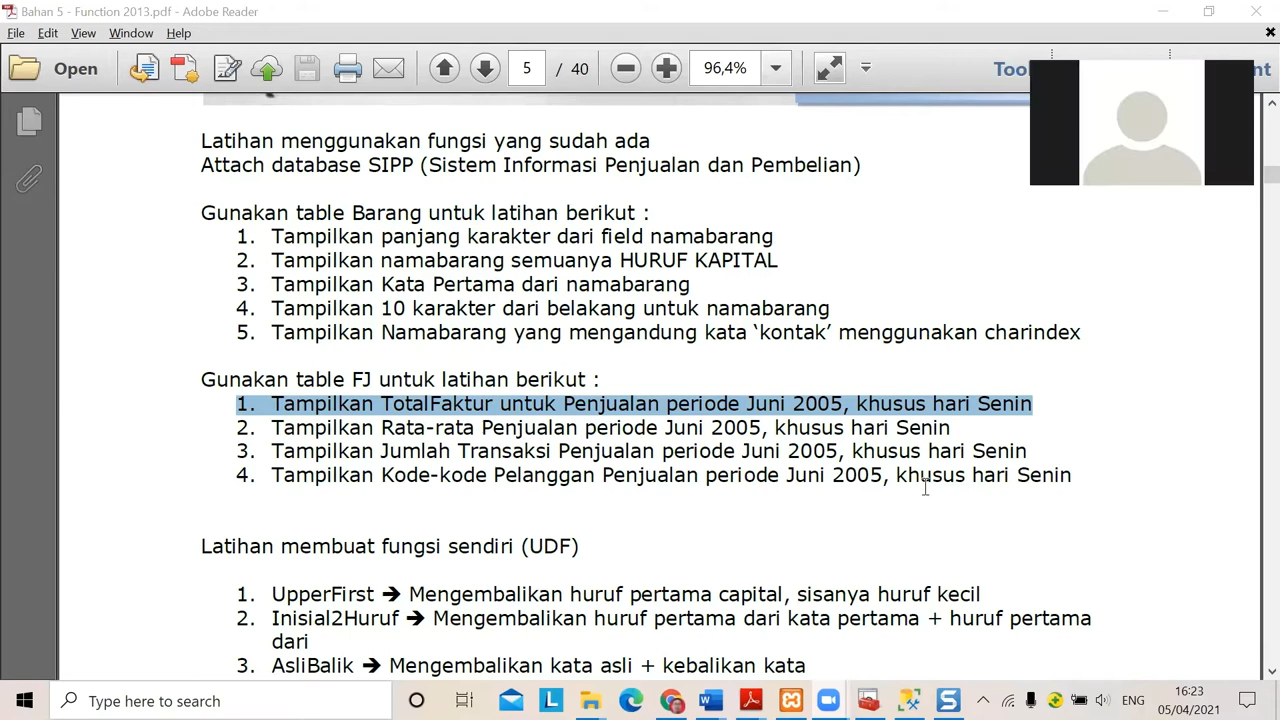 Bahan 5 - Function 2013.pdf - Adobe Reader
File Edit View Window Help
Open 5 / 40 96,4%
Latihan menggunakan fungsi yang sudah ada
Attach database SIPP (Sistem Informasi Penjualan dan Pembelian)
Gunakan table Barang untuk latihan berikut :
1. Tampilkan panjang karakter dari field namabarang
2. Tampilkan namabarang semuanya HURUF KAPITAL
3. Tampilkan Kata Pertama dari namabarang
4. Tampilkan 10 karakter dari belakang untuk namabarang
5. Tampilkan Namabarang yang mengandung kata ‘kontak’ menggunakan charindex
Gunakan table FJ untuk latihan berikut :
1. Tampilkan TotalFaktur untuk Penjualan periode Juni 2005, khusus hari Senin
2. Tampilkan Rata-rata Penjualan periode Juni 2005, khusus hari Senin
3. Tampilkan Jumlah Transaksi Penjualan periode Juni 2005, khusus hari Senin
4. Tampilkan Kode-kode Pelanggan Penjualan periode Juni 2005, khusus hari Senin
Latihan membuat fungsi sendiri (UDF)
1. UpperFirst ➔ Mengembalikan huruf pertama capital, sisanya huruf kecil
2. Inisial2Huruf ➔ Mengembalikan huruf pertama dari kata pertama + huruf pertama
dari
3. AsliBalik ➔ Mengembalikan kata asli + kebalikan kata
Type here to search
ENG
16:23
05/04/2021